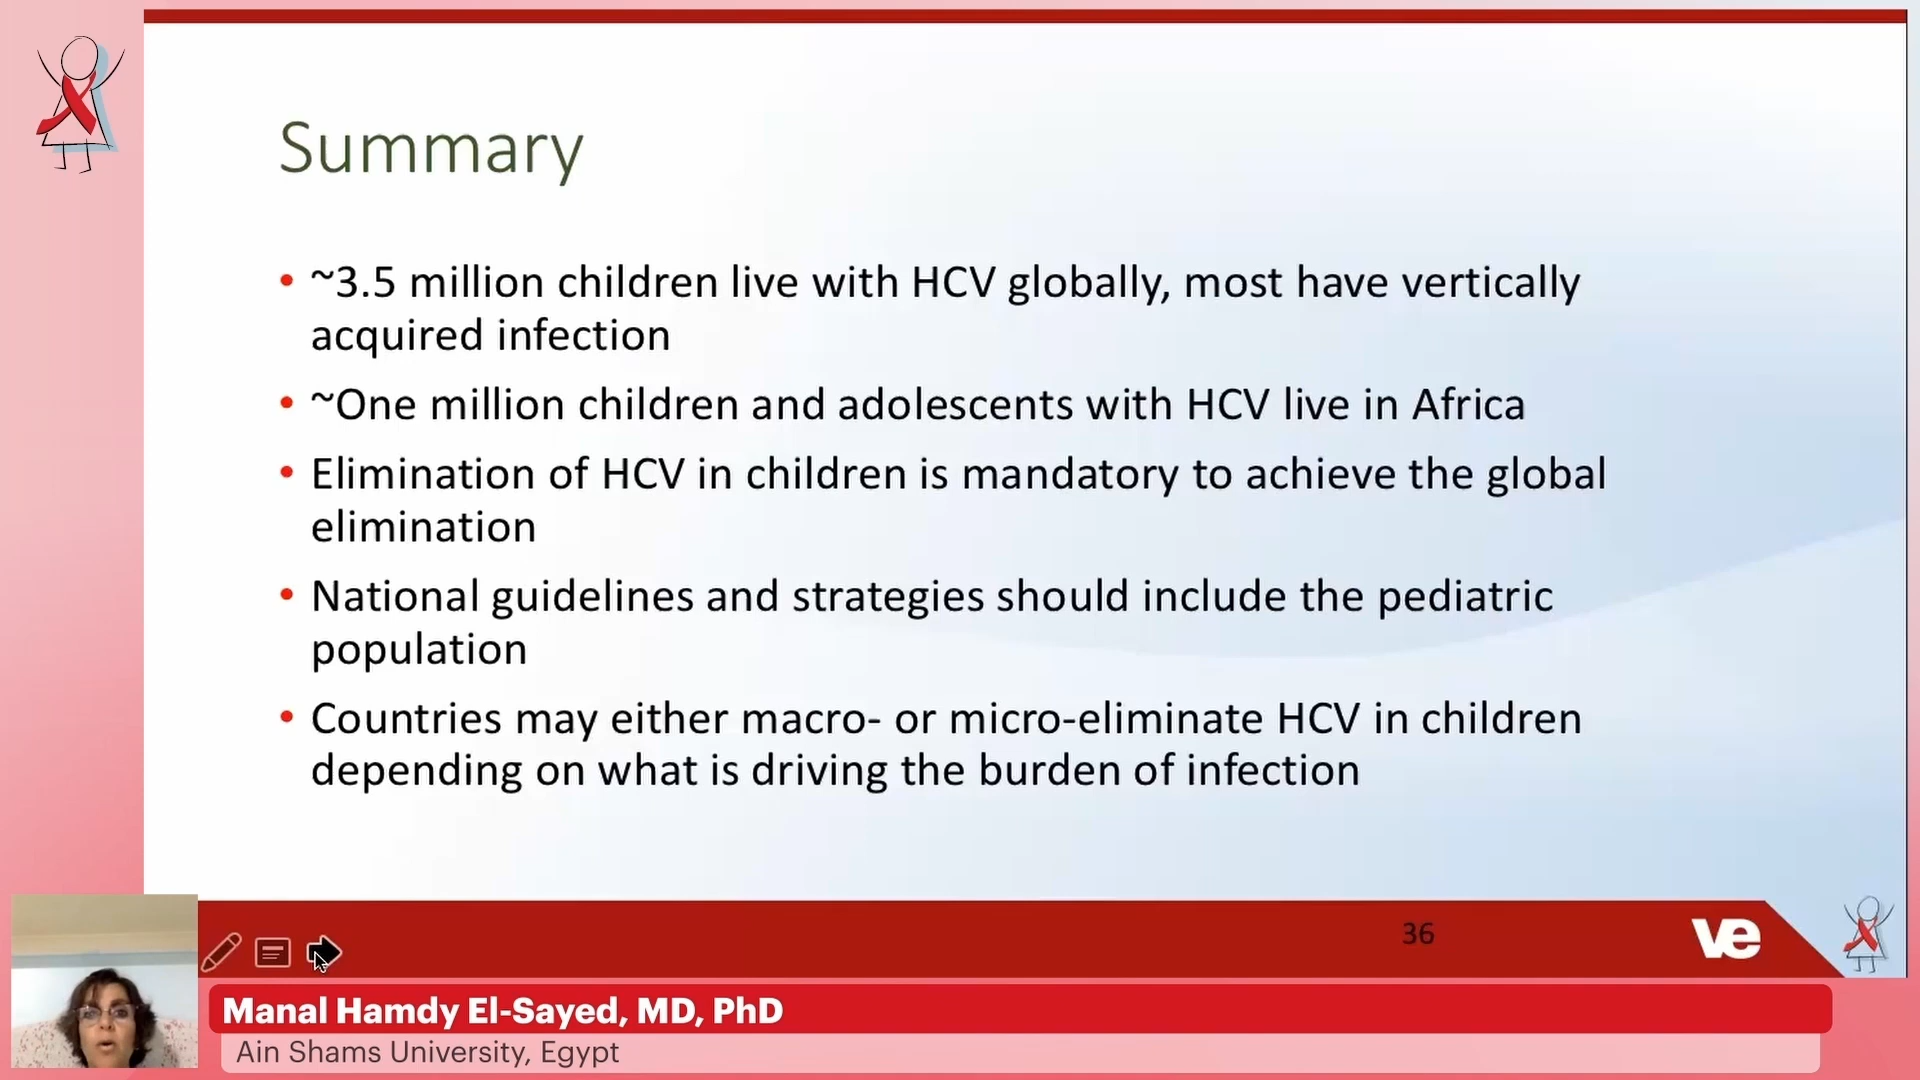 Summary
• ~3.5 million children live with HCV globally, most have vertically
acquired infection
• ~One million children and adolescents with HCV live in Africa
• Elimination of HCV in children is mandatory to achieve the global
elimination
• National guidelines and strategies should include the pediatric
population
• Countries may either macro- or micro-eliminate HCV in children
depending on what is driving the burden of infection
36
ve
Manal Hamdy El-Sayed, MD, PhD
Ain Shams University, Egypt